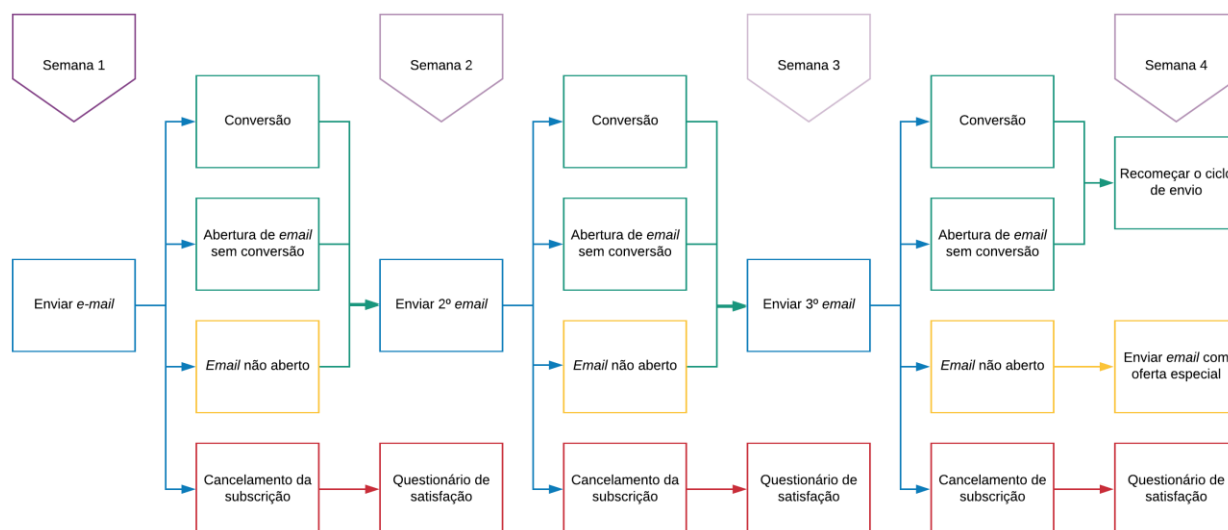 Semana 1
Semana 2
Semana 3
Semana 4
Conversão
Conversão
Conversão
Recomeçar o ciclo
de envio
Abertura de email
sem conversão
Abertura de email
sem conversão
Abertura de email
sem conversão
Enviar e-mail
Enviar 2º email
Enviar 3º email
Email não aberto
Email não aberto
Email não aberto
Enviar email com
oferta especial
Cancelamento da
subscrição
Questionário de
satisfação
Cancelamento da
subscrição
Questionário de
satisfação
Cancelamento de
subscrição
Questionário de
satisfação